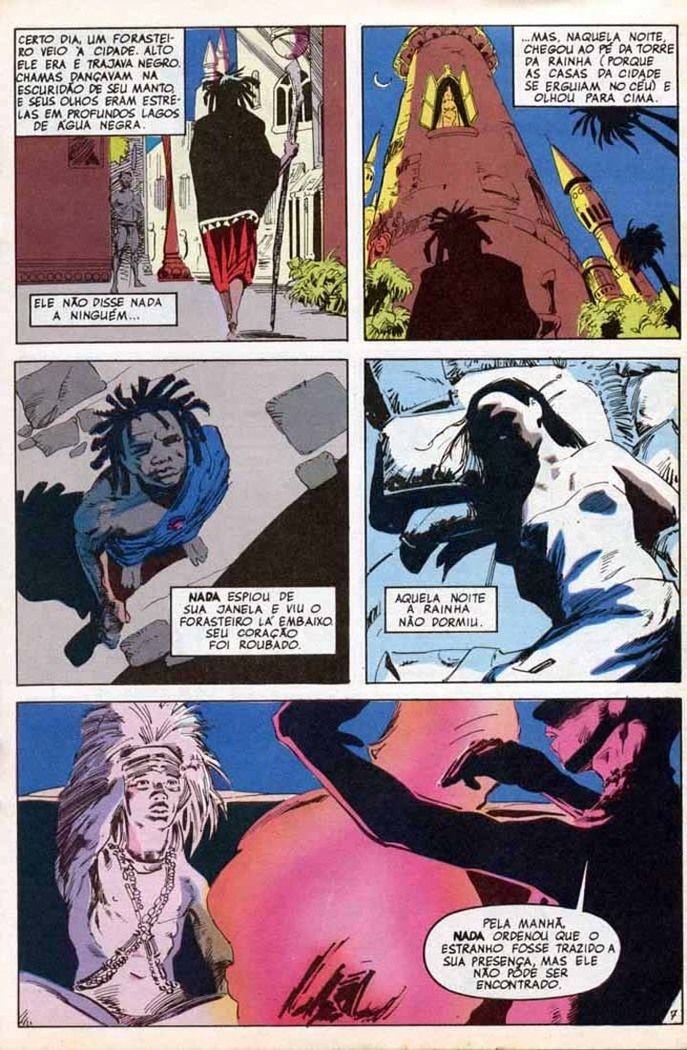 CERTO DIA, UM FORASTEI-
RO VEIO À CIDADE. ALTO
ELE ERA E TRAJAVA NEGRO.
CHAMAS DANÇAVAM NA
ESCURIDÃO DE SEU MANTO,
E SEUS OLHOS ERAM ESTRE-
LAS EM PROFUNDOS LAGOS
DE ÁGUA NEGRA.
ELE NÃO DISSE NADA
A NINGUÉM...
...MAS, NAQUELA NOITE,
CHEGOU AO PÉ DA TORRE
DA RAINHA (PORQUE
AS CASAS DA CIDADE
SE ERGUIAM NO CÉU) E
OLHOU PARA CIMA.
NADA ESPIOU DE
SUA JANELA E VIU O
FORASTEIRO LÁ EMBAIXO.
SEU CORAÇÃO
FOI ROUBADO.
AQUELA NOITE
A RAINHA
NÃO DORMIU.
PELA MANHÃ,
NADA ORDENOU QUE O
ESTRANHO FOSSE TRAZIDO A
SUA PRESENÇA, MAS ELE
NÃO PÔDE SER
ENCONTRADO.
7